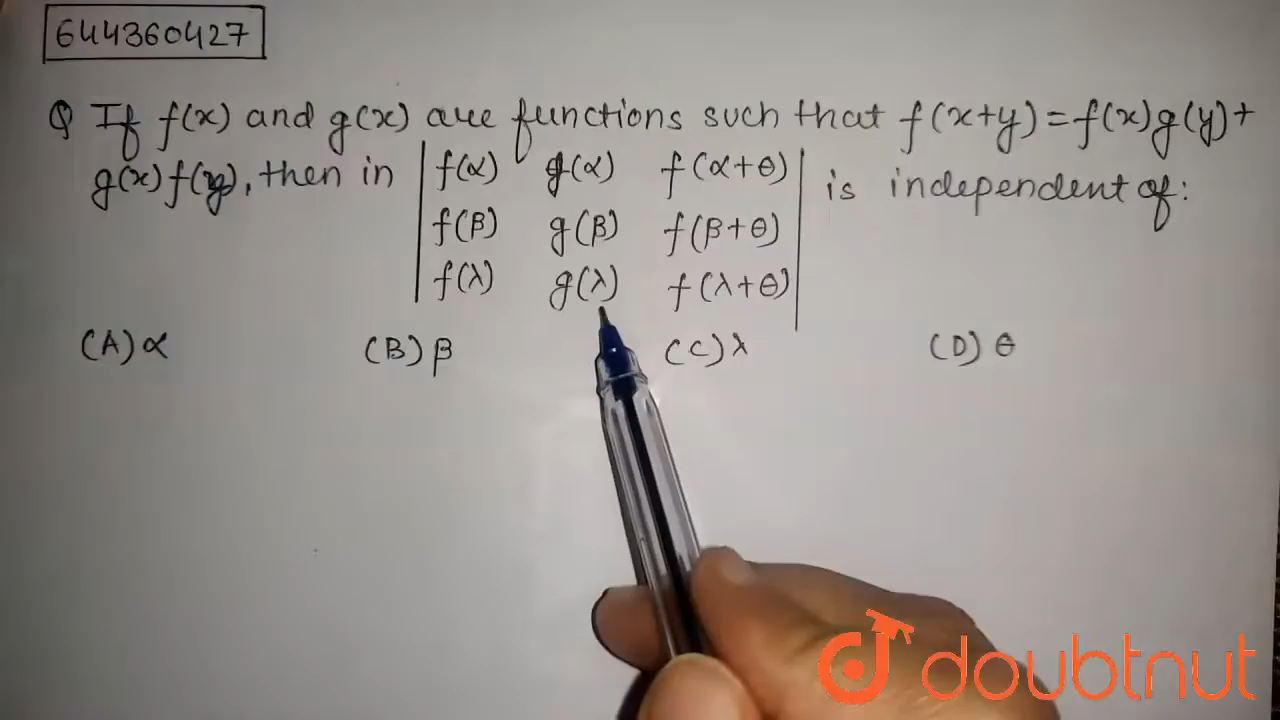 644360427
Q If f(x) and g(x) are functions such that f(x+y)=f(x)g(y)+
g(x)f(y), then in | f(α) g(α) f(α+θ) | is independent of:
| f(β) g(β) f(β+θ) |
| f(λ) g(λ) f(λ+θ) |
(A) α (B) β (C) λ (D) θ
doubtnut